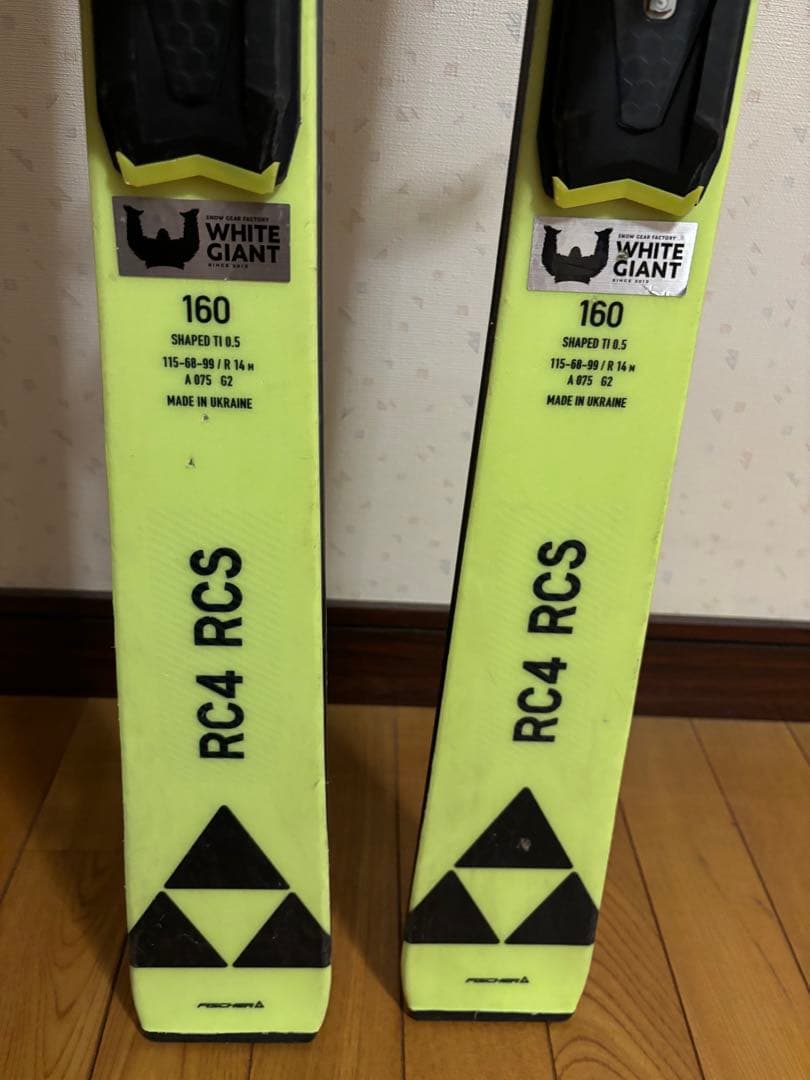 SNOW GEAR FACTORY
WHITE
GIANT
SINCE 2012
160
SHAPED TI 0.5
115-68-99 / R 14 M
A 075 G2
MADE IN UKRAINE
RC4 RCS
FISCHER
SNOW GEAR FACTORY
WHITE
GIANT
SINCE 2012
160
SHAPED TI 0.5
115-68-99 / R 14 M
A 075 G2
MADE IN UKRAINE
RC4 RCS
FISCHER